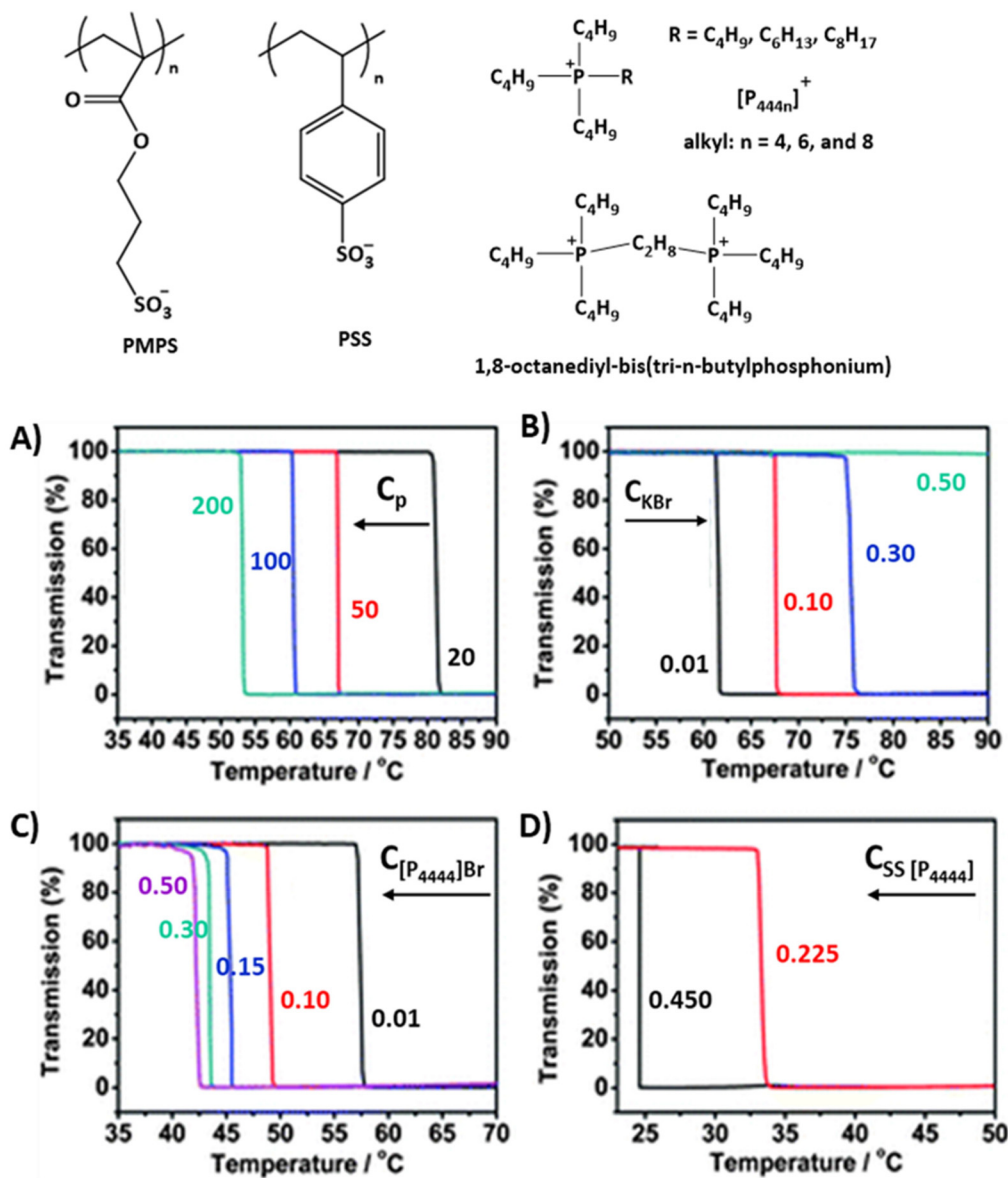 n
n
O
O
SO₃⁻
SO₃⁻
PMPS
PSS
C₄H₉
R = C₄H₉, C₆H₁₃, C₈H₁₇
C₄H₉ P⁺ R
C₄H₉
[P₄₄₄ₙ]⁺
alkyl: n = 4, 6, and 8
C₄H₉ C₄H₉
C₄H₉ P⁺ C₂H₈ P⁺ C₄H₉
C₄H₉ C₄H₉
1,8-octanediyl-bis(tri-n-butylphosphonium)
A)
Transmission (%)
100
80
60
40
20
0
200
100
50
20
Cₚ
35 40 45 50 55 60 65 70 75 80 85 90
Temperature / °C
B)
Transmission (%)
100
80
60
40
20
0
C_KBr
0.50
0.30
0.10
0.01
50 55 60 65 70 75 80 85 90
Temperature / °C
C)
Transmission (%)
100
80
60
40
20
0
C[P₄₄₄₄]Br
0.50
0.30
0.15
0.10
0.01
35 40 45 50 55 60 65 70
Temperature / °C
D)
Transmission (%)
100
80
60
40
20
0
C_SS [P₄₄₄₄]
0.225
0.450
25 30 35 40 45 50
Temperature / °C